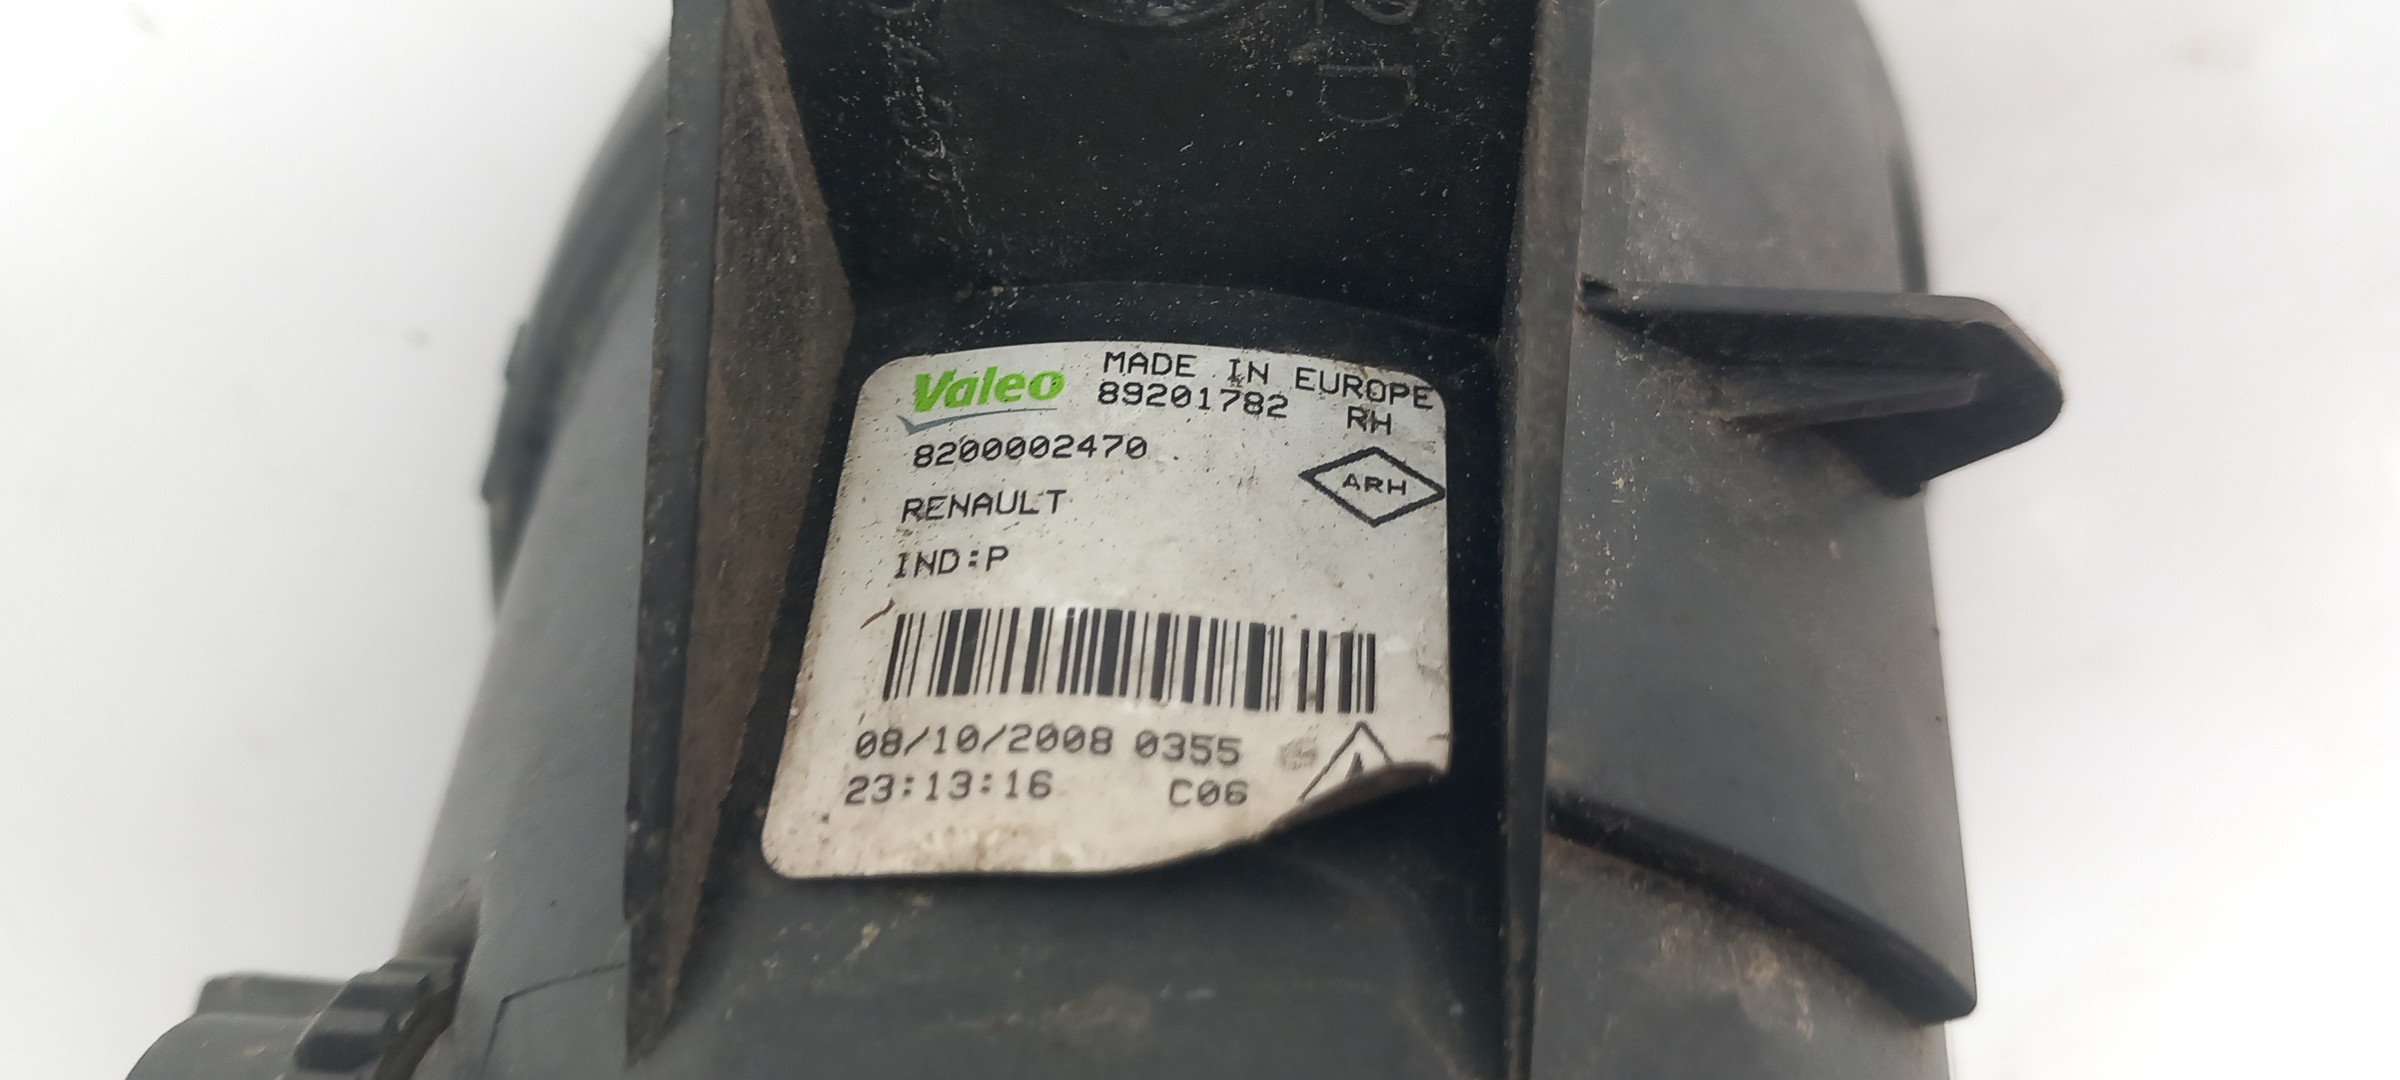 Valeo MADE IN EUROPE
89201782 RH
8200002470
ARH
RENAULT
IND:P
08/10/2008 0355
23:13:16 C06